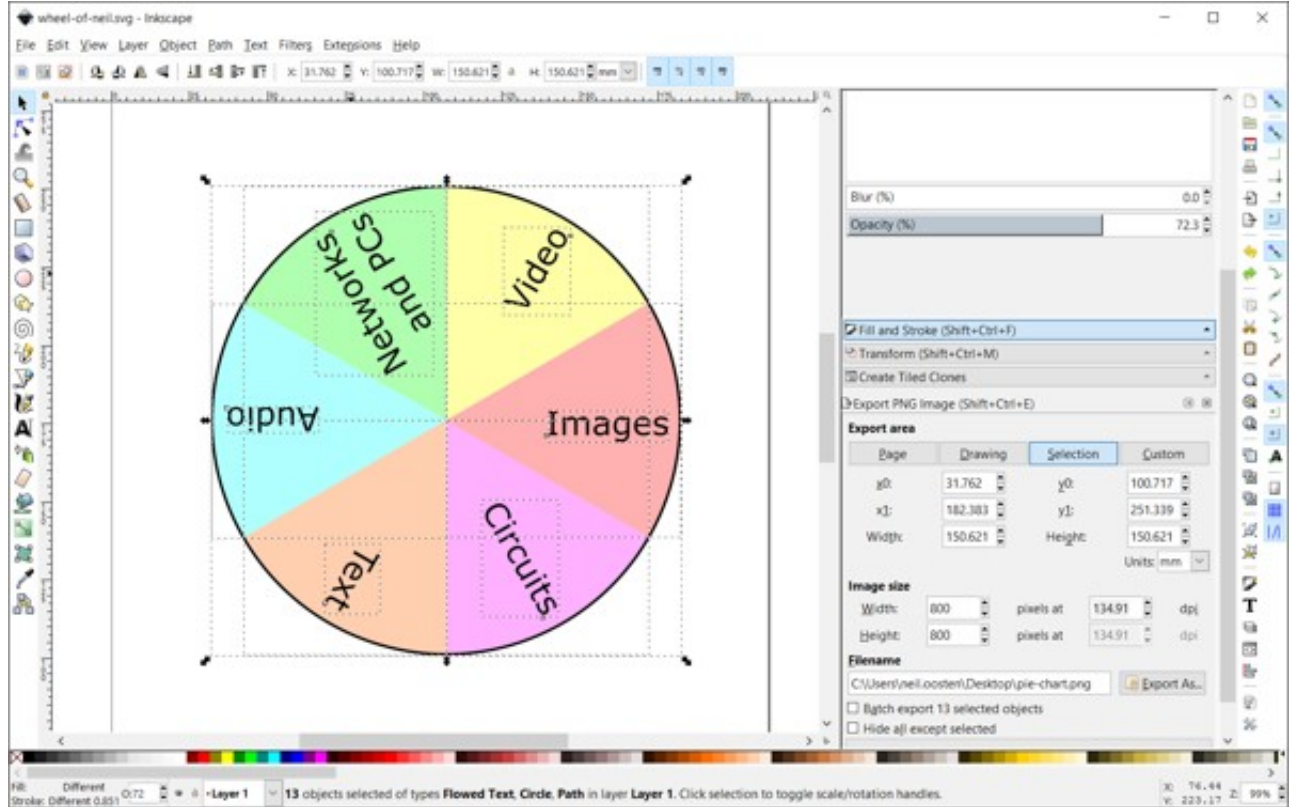 wheel-of-neil.svg - Inkscape
File Edit View Layer Object Path Text Filters Extensions Help
X: 31.762 Y: 100.717 W: 150.621 H: 150.621 mm
Blur (%) 0.0
Opacity (%) 72.3
Networks
and PCs
Video
Audio
Images
Text
Circuits
Fill and Stroke (Shift+Ctrl+F)
Transform (Shift+Ctrl+M)
Create Tiled Clones
Export PNG Image (Shift+Ctrl+E)
Export area
Page Drawing Selection Custom
x0: 31.762 y0: 100.717
x1: 182.383 y1: 251.339
Width: 150.621 Height: 150.621
Units: mm
Image size
Width: 800 pixels at 134.91 dpi
Height: 800 pixels at 134.91 dpi
Filename
C:\Users\neil.oosten\Desktop\pie-chart.png Export As...
Batch export 13 selected objects
Hide all except selected
Fill: Different
Stroke: Different 0.851 O: 72 Layer 1 13 objects selected of types Flowed Text, Circle, Path in layer Layer 1. Click selection to toggle scale/rotation handles.
X: 76.44
Y: 223.17 Z: 99%